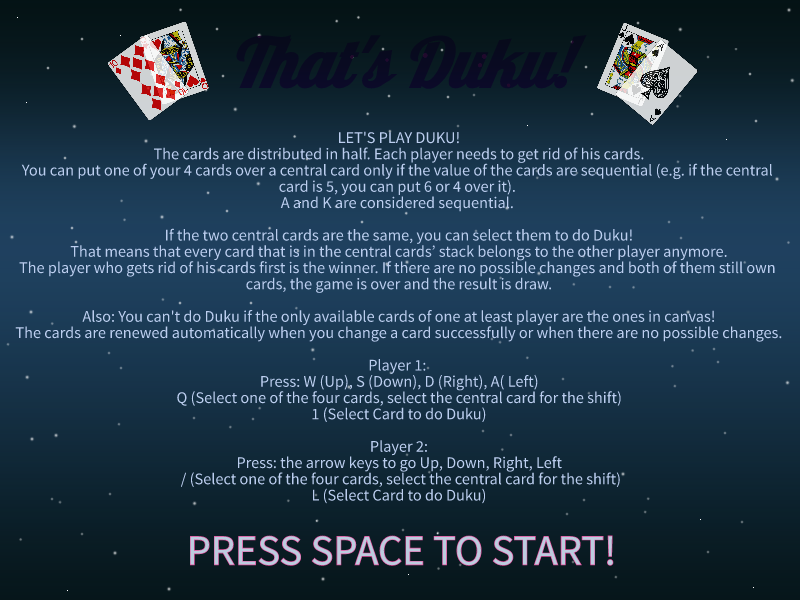 That's Duku!
LET'S PLAY DUKU!
The cards are distributed in half. Each player needs to get rid of his cards.
You can put one of your 4 cards over a central card only if the value of the cards are sequential (e.g. if the central
card is 5, you can put 6 or 4 over it).
A and K are considered sequential.
If the two central cards are the same, you can select them to do Duku!
That means that every card that is in the central cards' stack belongs to the other player anymore.
The player who gets rid of his cards first is the winner. If there are no possible changes and both of them still own
cards, the game is over and the result is draw.
Also: You can't do Duku if the only available cards of one at least player are the ones in canvas!
The cards are renewed automatically when you change a card successfully or when there are no possible changes.
Player 1:
Press: W (Up), S (Down), D (Right), A( Left)
Q (Select one of the four cards, select the central card for the shift)
1 (Select Card to do Duku)
Player 2:
Press: the arrow keys to go Up, Down, Right, Left
/ (Select one of the four cards, select the central card for the shift)
L (Select Card to do Duku)
PRESS SPACE TO START!